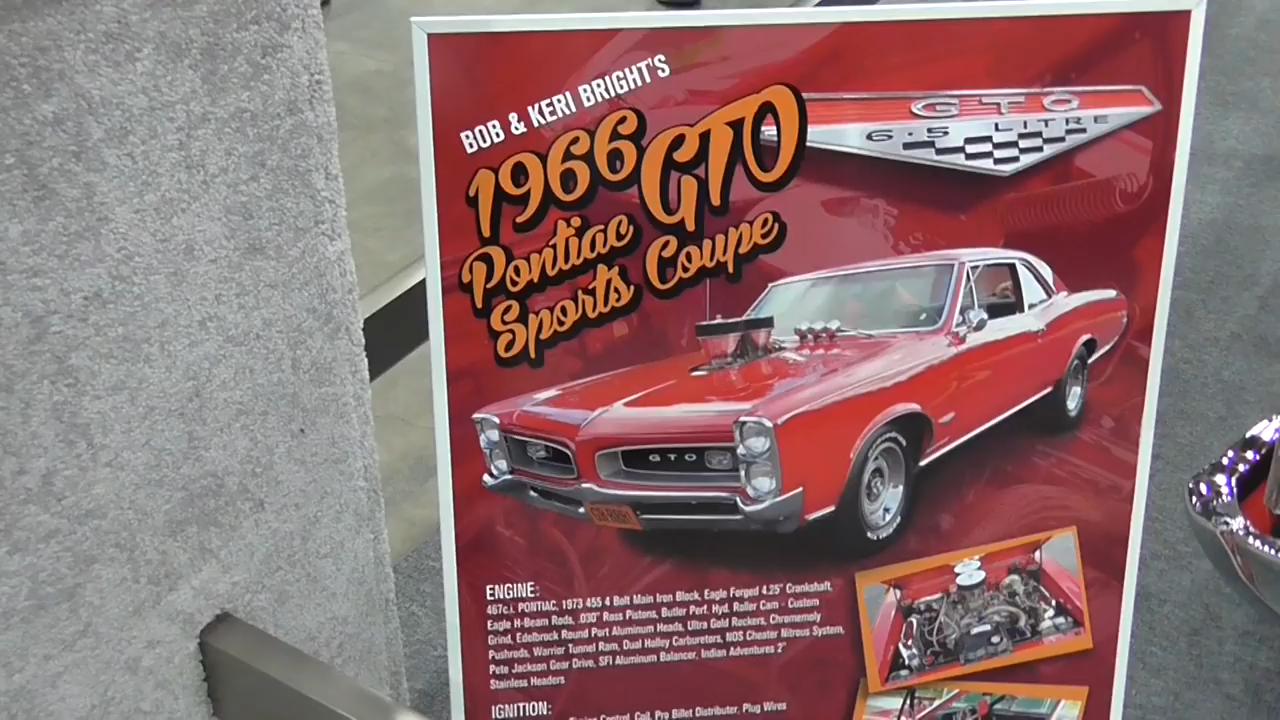 BOB & KERI BRIGHT'S
1966 GTO
Pontiac
Sports Coupe
GTO
6.5 LITRE
GTO
ENGINE:
467c.i. PONTIAC, 1973 455 4 Bolt Main Iron Block, Eagle Forged 4.25" Crankshaft,
Eagle H-Beam Rods, .030" Ross Pistons, Butler Perf. Hyd. Roller Cam - Custom
Grind, Edelbrock Round Port Aluminum Heads, Ultra Gold Rockers, Chromemoly
Pushrods, Warrior Tunnel Ram, Dual Holley Carburetors, NOS Cheater Nitrous System,
Pete Jackson Gear Drive, SFI Aluminum Balancer, Indian Adventures 2"
Stainless Headers
IGNITION:
Control, Coil, Pro Billet Distributer, Plug Wires